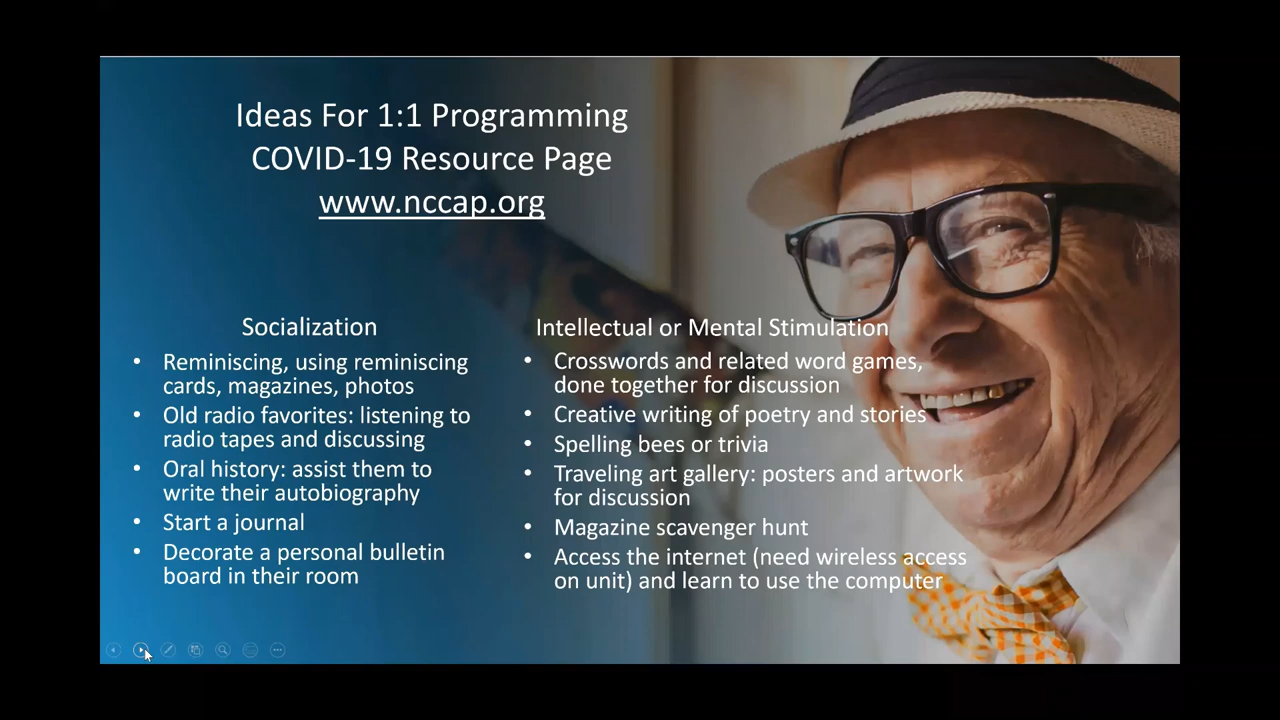 Ideas For 1:1 Programming
COVID-19 Resource Page
www.nccap.org
Socialization
• Reminiscing, using reminiscing
cards, magazines, photos
• Old radio favorites: listening to
radio tapes and discussing
• Oral history: assist them to
write their autobiography
• Start a journal
• Decorate a personal bulletin
board in their room
Intellectual or Mental Stimulation
• Crosswords and related word games,
done together for discussion
• Creative writing of poetry and stories
• Spelling bees or trivia
• Traveling art gallery: posters and artwork
for discussion
• Magazine scavenger hunt
• Access the internet (need wireless access
on unit) and learn to use the computer